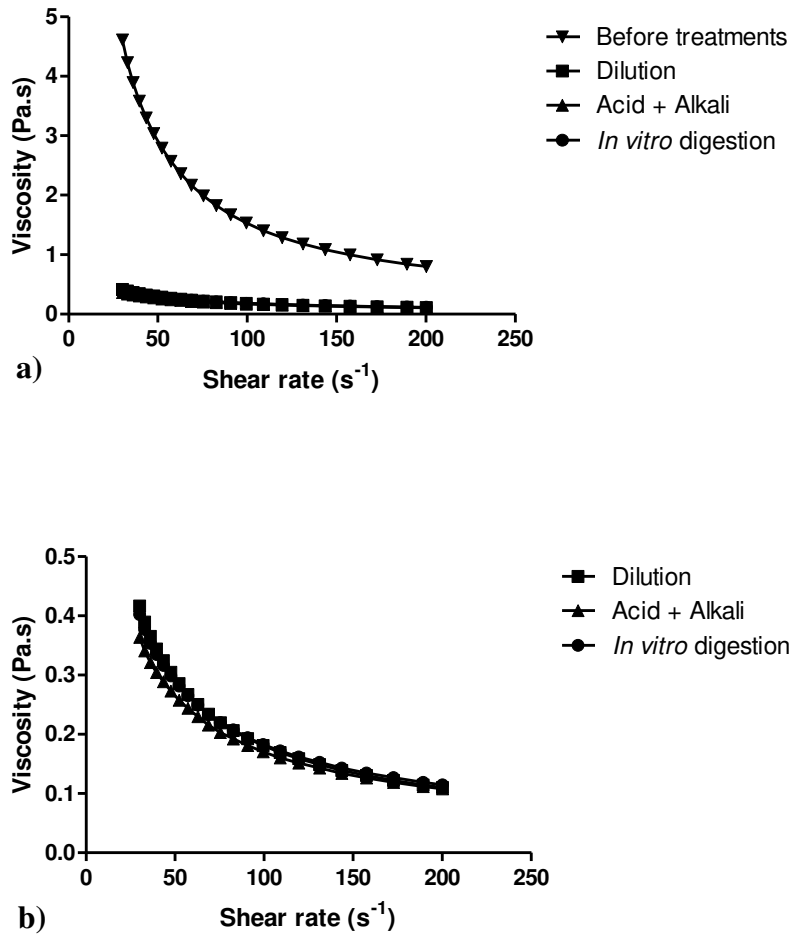 5
4
3
2
1
0
Viscosity (Pa.s)
0 50 100 150 200 250
Shear rate (s⁻¹)
Before treatments
Dilution
Acid + Alkali
In vitro digestion
a)
0.5
0.4
0.3
0.2
0.1
0.0
Viscosity (Pa.s)
0 50 100 150 200 250
Shear rate (s⁻¹)
Dilution
Acid + Alkali
In vitro digestion
b)